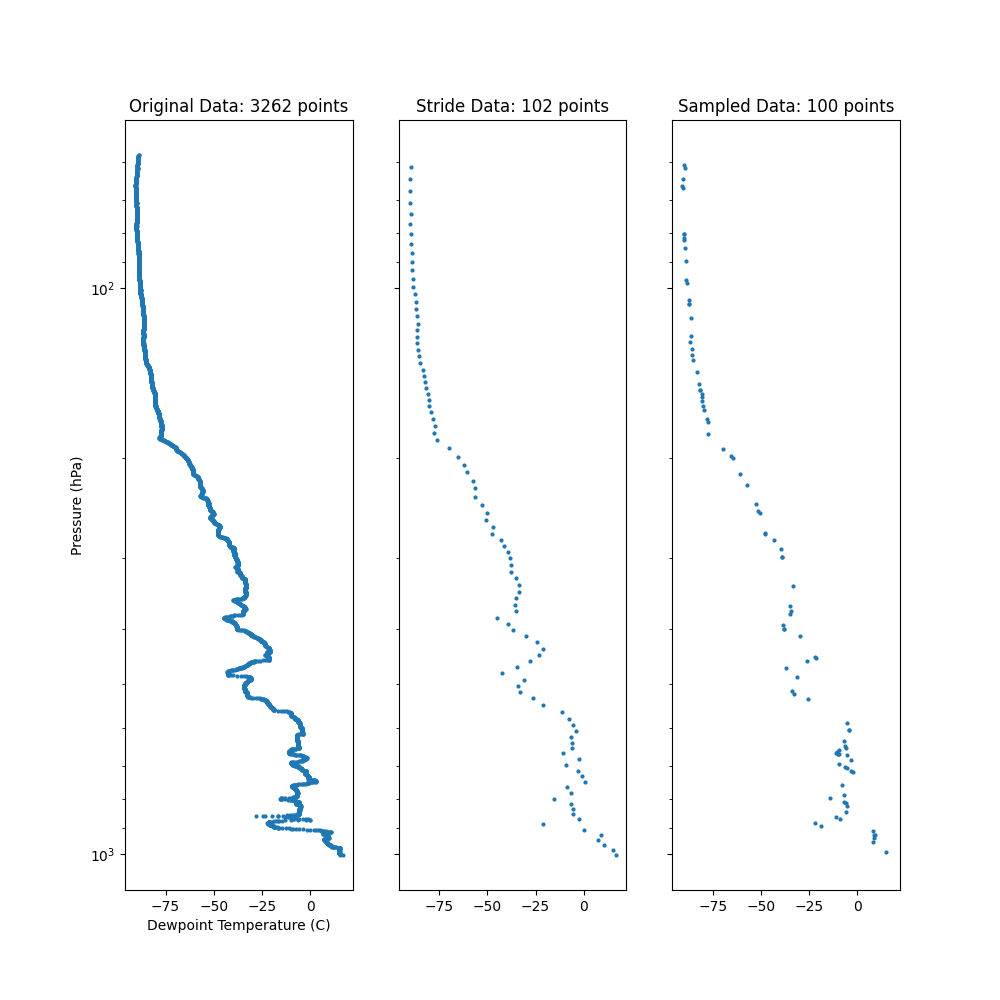 Original Data: 3262 points
Stride Data: 102 points
Sampled Data: 100 points
Pressure (hPa)
10²
10³
−75 −50 −25 0
−75 −50 −25 0
−75 −50 −25 0
Dewpoint Temperature (C)